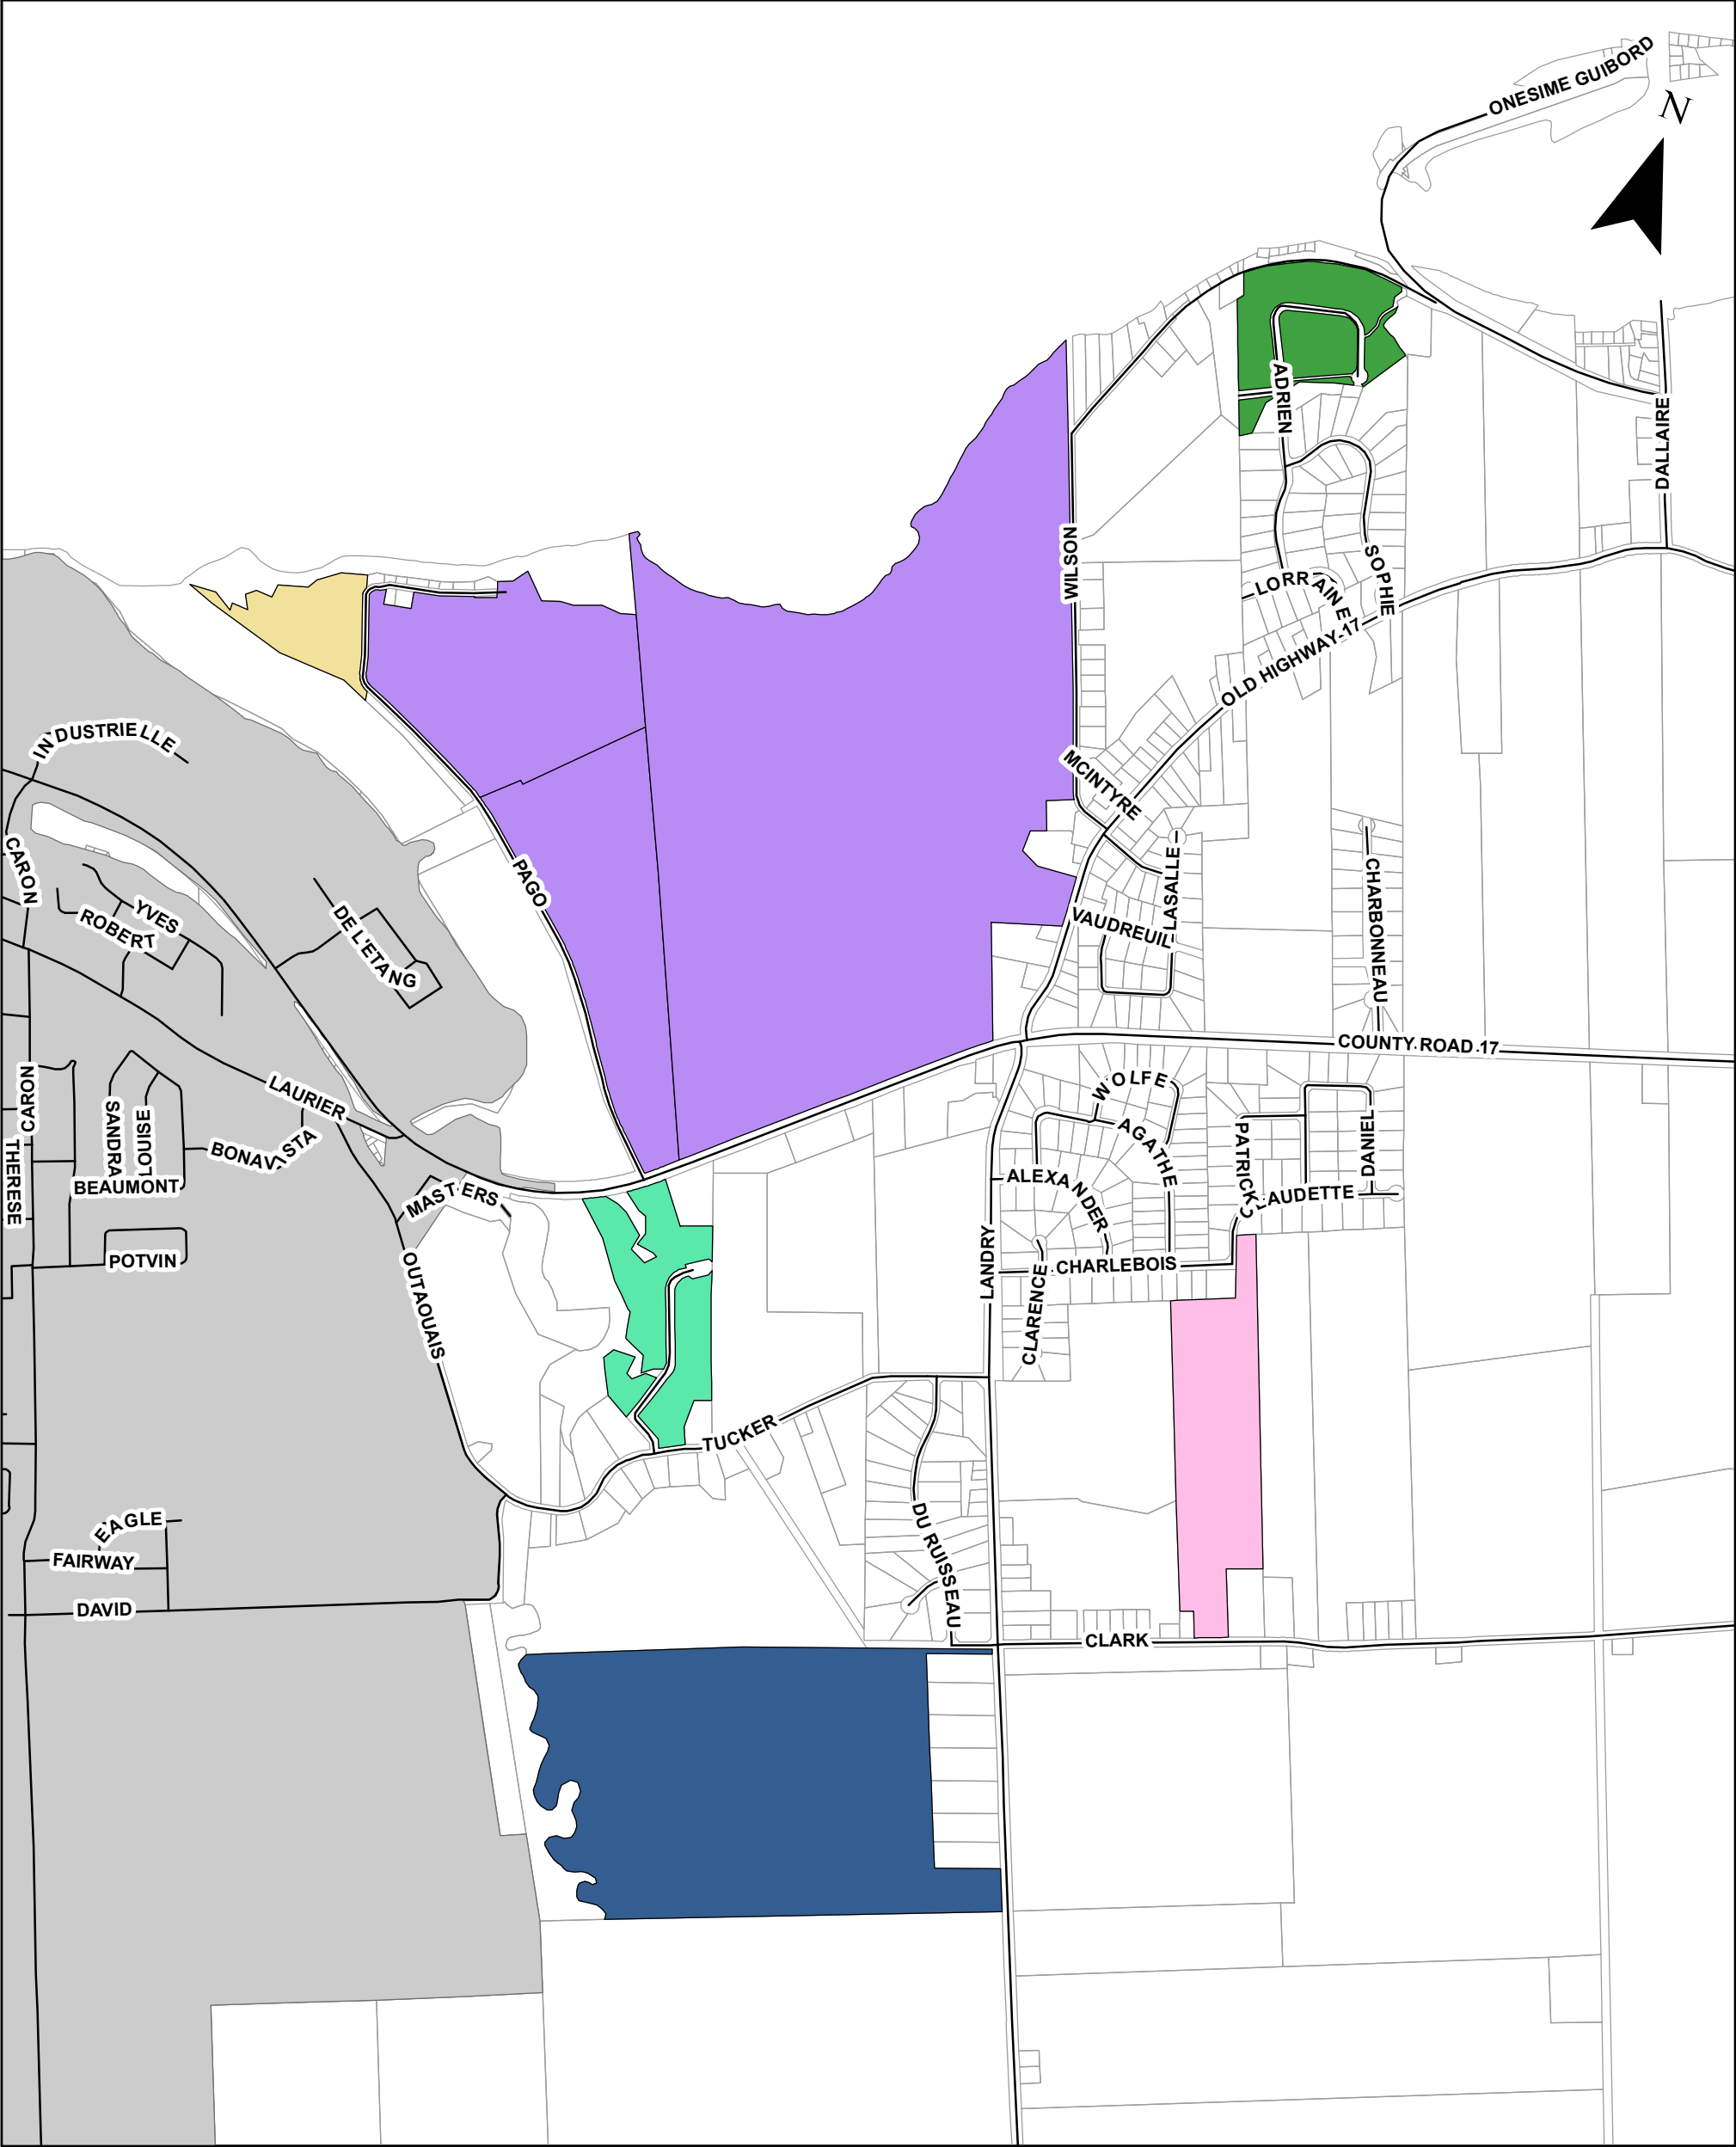 ONESIME GUIBORD
N
ADRIEN
DALLAIRE
WILSON
SOPHIE
LORRAINE
OLD HIGHWAY 17
INDUSTRIELLE
MCINTYRE
CARON
PAGO
LASALLE
CHARBONNEAU
YVES
ROBERT
DE L'ETANG
VAUDREUIL
COUNTY ROAD 17
LAURIER
CARON
WOLFE
SANDRA
LOUISE
BONAVISTA
AGATHE
PATRICK
DANIEL
THERESE
BEAUMONT
MASTERS
ALEXANDER
CLAUDETTE
POTVIN
OUTAOUAIS
LANDRY
CHARLEBOIS
CLARENCE
TUCKER
EAGLE
FAIRWAY
DU RUISSEAU
DAVID
CLARK